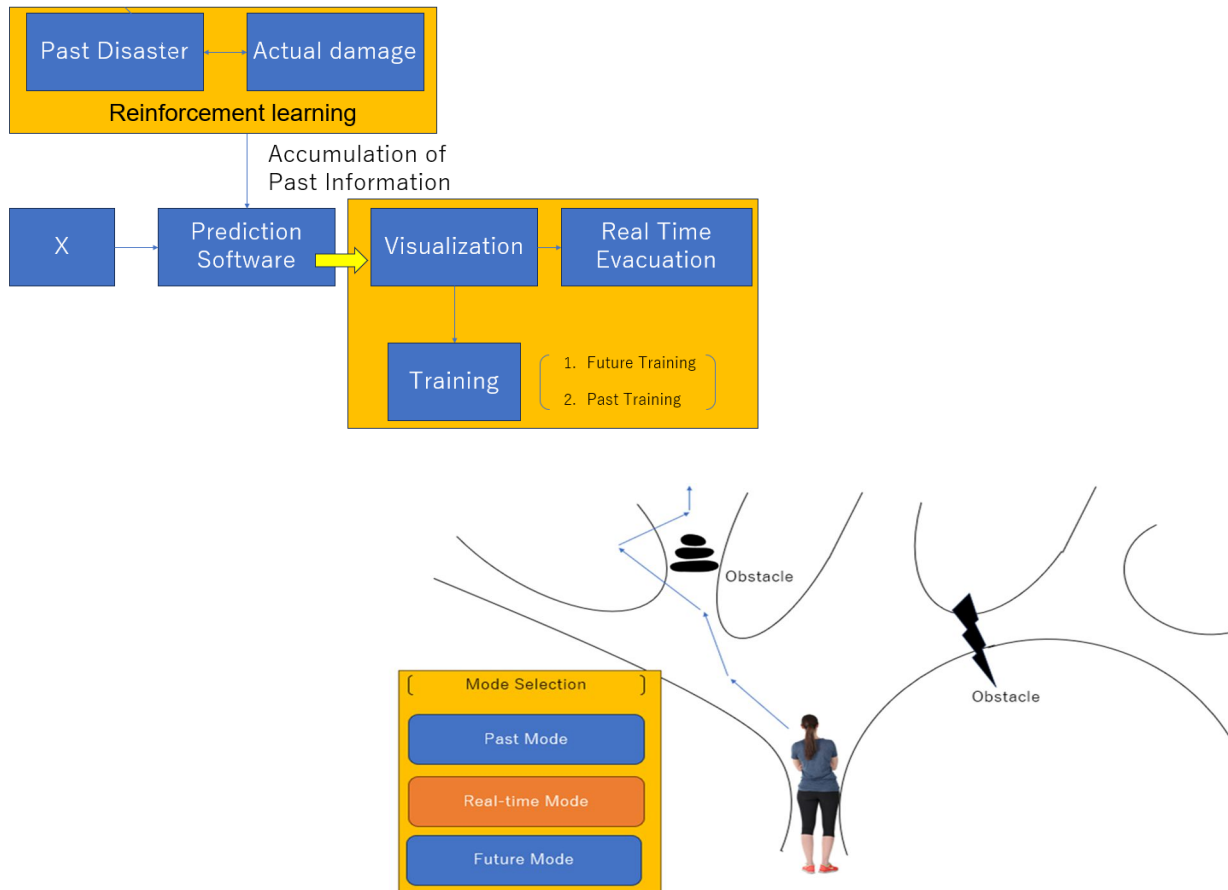 Past Disaster
Actual damage
Reinforcement learning
Accumulation of
Past Information
X
Prediction
Software
Visualization
Real Time
Evacuation
Training
1. Future Training
2. Past Training
Obstacle
Obstacle
Mode Selection
Past Mode
Real-time Mode
Future Mode